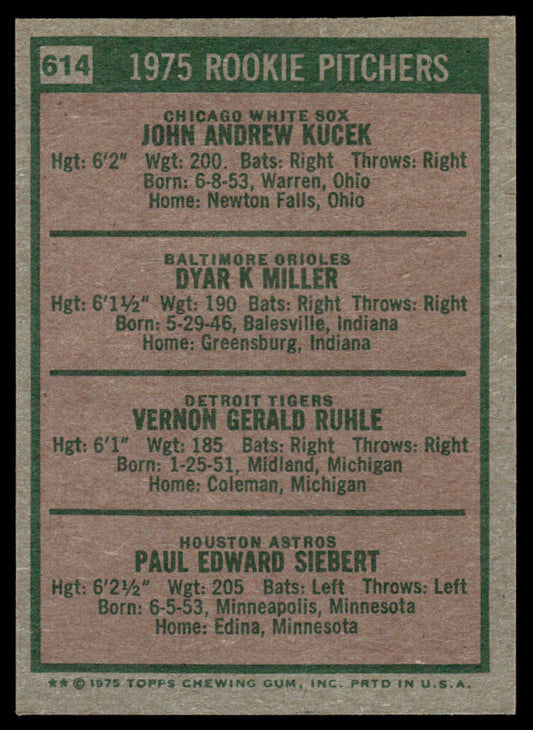 614 1975 ROOKIE PITCHERS
CHICAGO WHITE SOX
JOHN ANDREW KUCEK
Hgt: 6'2" Wgt: 200. Bats: Right Throws: Right
Born: 6-8-53, Warren, Ohio
Home: Newton Falls, Ohio
BALTIMORE ORIOLES
DYAR K MILLER
Hgt: 6'1½" Wgt: 190 Bats: Right Throws: Right
Born: 5-29-46, Balesville, Indiana
Home: Greensburg, Indiana
DETROIT TIGERS
VERNON GERALD RUHLE
Hgt: 6'1" Wgt: 185 Bats: Right Throws: Right
Born: 1-25-51, Midland, Michigan
Home: Coleman, Michigan
HOUSTON ASTROS
PAUL EDWARD SIEBERT
Hgt: 6'2½" Wgt: 205 Bats: Left Throws: Left
Born: 6-5-53, Minneapolis, Minnesota
Home: Edina, Minnesota
★★ © 1975 TOPPS CHEWING GUM, INC. PRTD IN U.S.A.